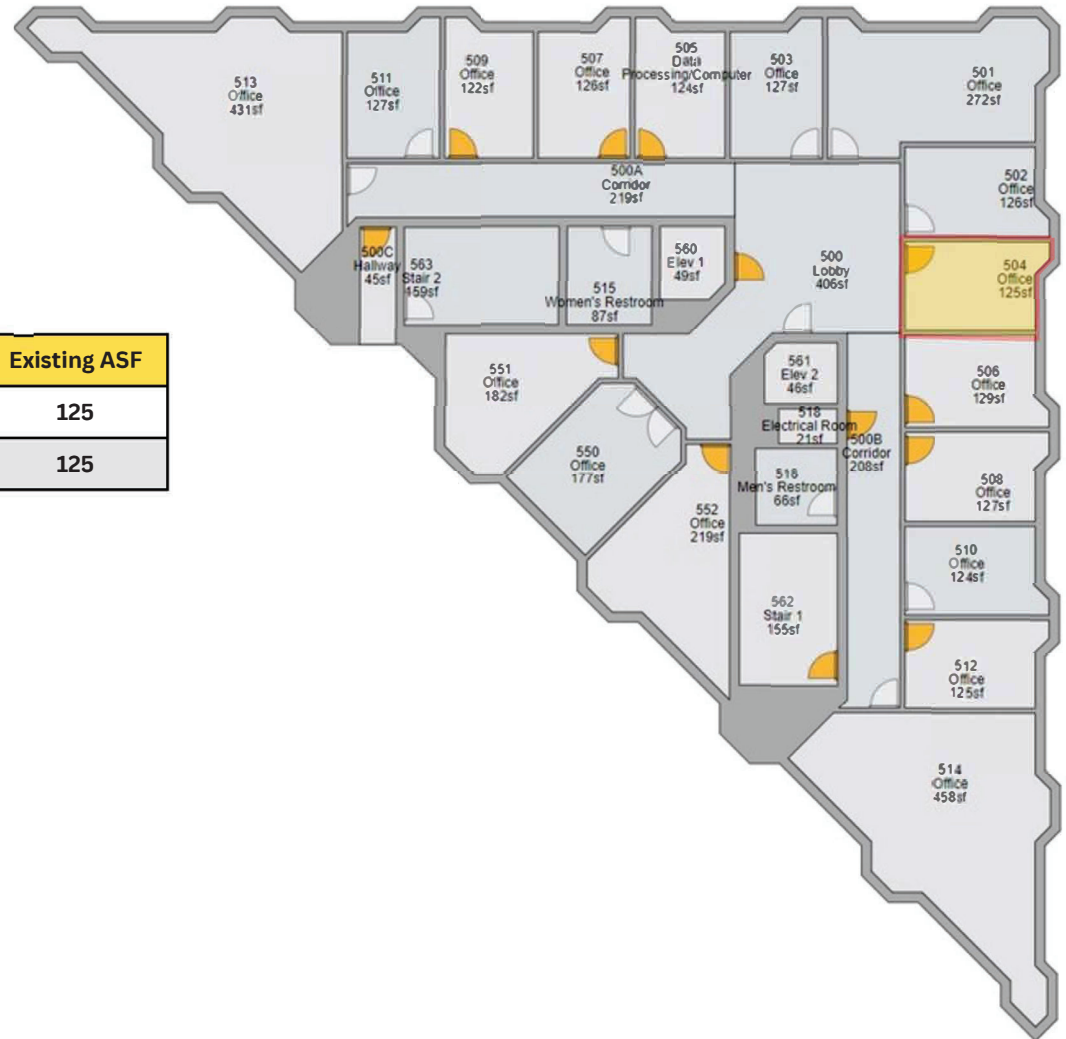 513
Office
431sf
511
Office
127sf
509
Office
122sf
507
Office
126sf
505
Data
Processing/Computer
124sf
503
Office
127sf
501
Office
272sf
500A
Corridor
219sf
502
Office
126sf
500C
Hallway
45sf
563
Stair 2
459sf
515
Women's Restroom
87sf
560
Elev 1
49sf
500
Lobby
406sf
504
Office
125sf
Existing ASF
125
125
551
Office
182sf
561
Elev 2
46sf
506
Office
129sf
518
Electrical Room
21sf
500B
Corridor
208sf
550
Office
177sf
516
Men's Restroom
66sf
508
Office
127sf
552
Office
219sf
510
Office
124sf
562
Stair 1
155sf
512
Office
125sf
514
Office
458sf